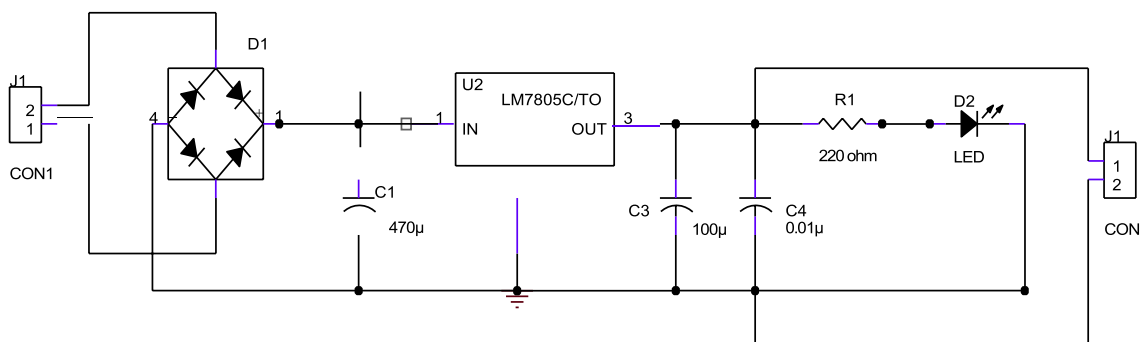 J1
2
1
CON1
D1
4
-
+
1
C1
470µ
U2
LM7805C/TO
1
IN
OUT
3
C3
100µ
C4
0.01µ
R1
220 ohm
D2
LED
J1
1
2
CON